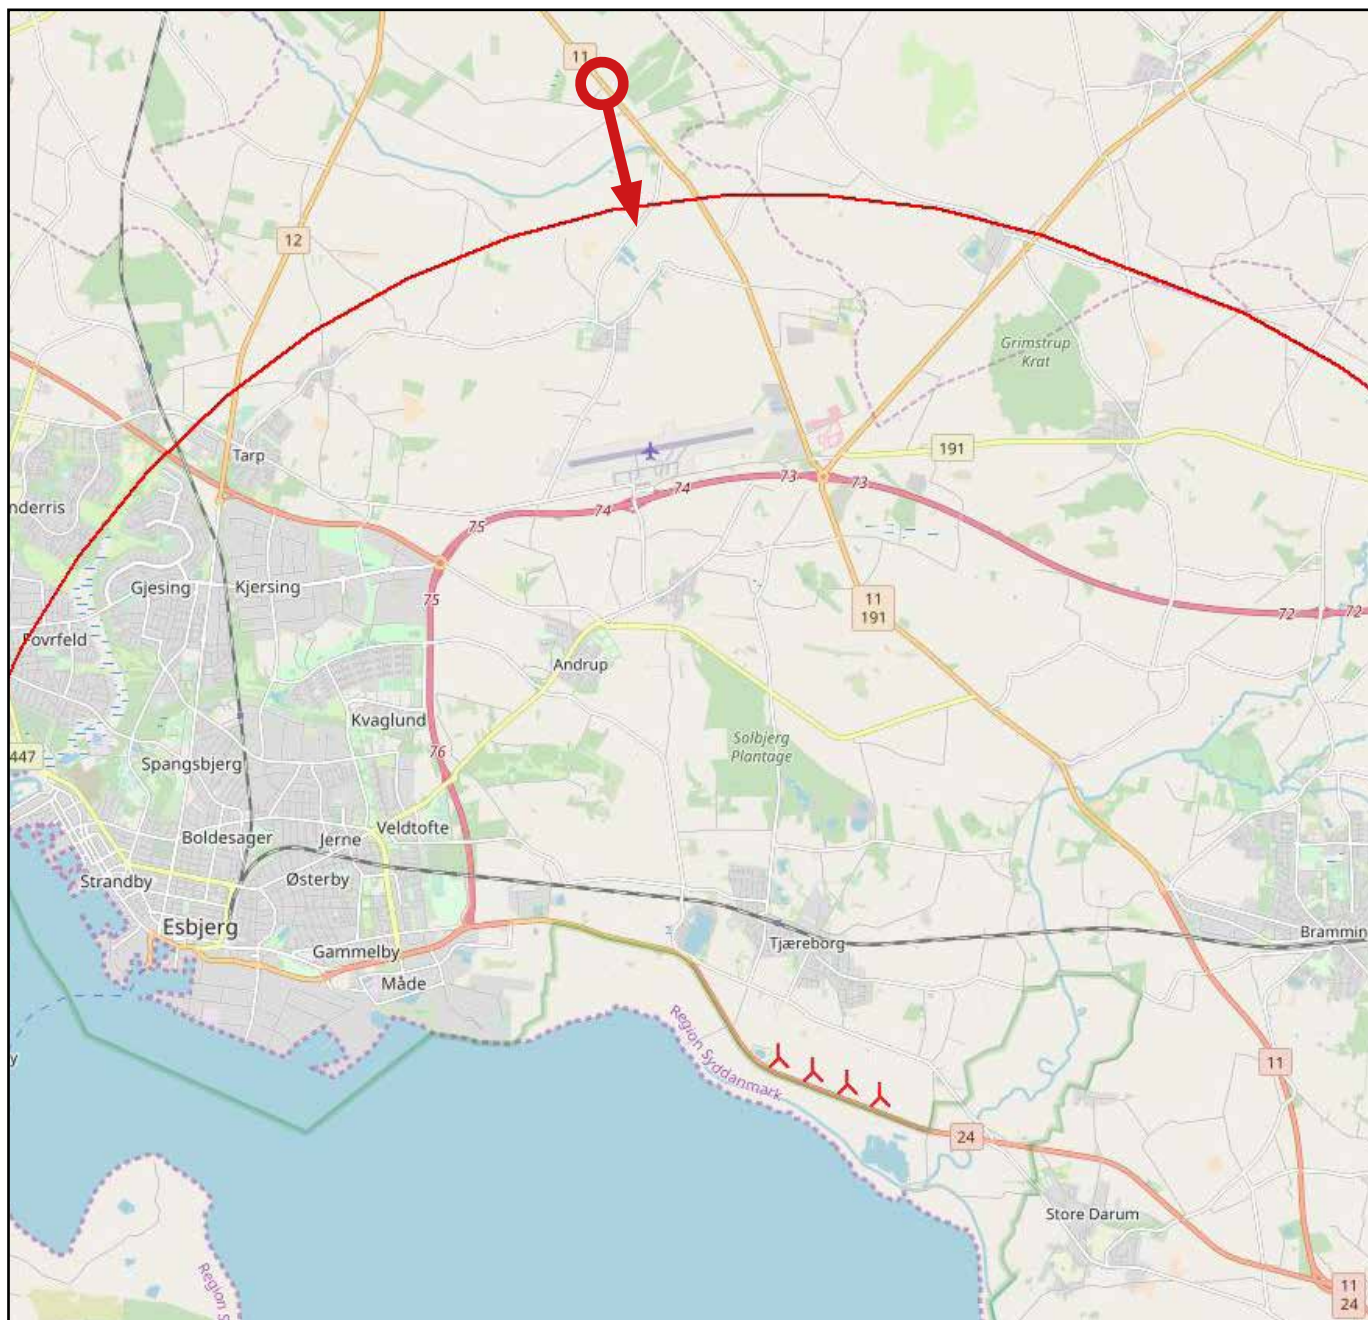 11
12
Grimstrup
Krat
191
Tarp
74
73
73
74
75
nderris
75
Gjesing
Kjersing
11
191
72
72
Fovrfeld
Andrup
Kvaglund
447
76
Spangsbjerg
Solbjerg
Plantage
Boldesager
Jerne
Veldtofte
Strandby
Østerby
Esbjerg
Gammelby
Tjæreborg
Brammin
Måde
Region Syddanmark
y
11
24
Store Darum
Region S
11
24